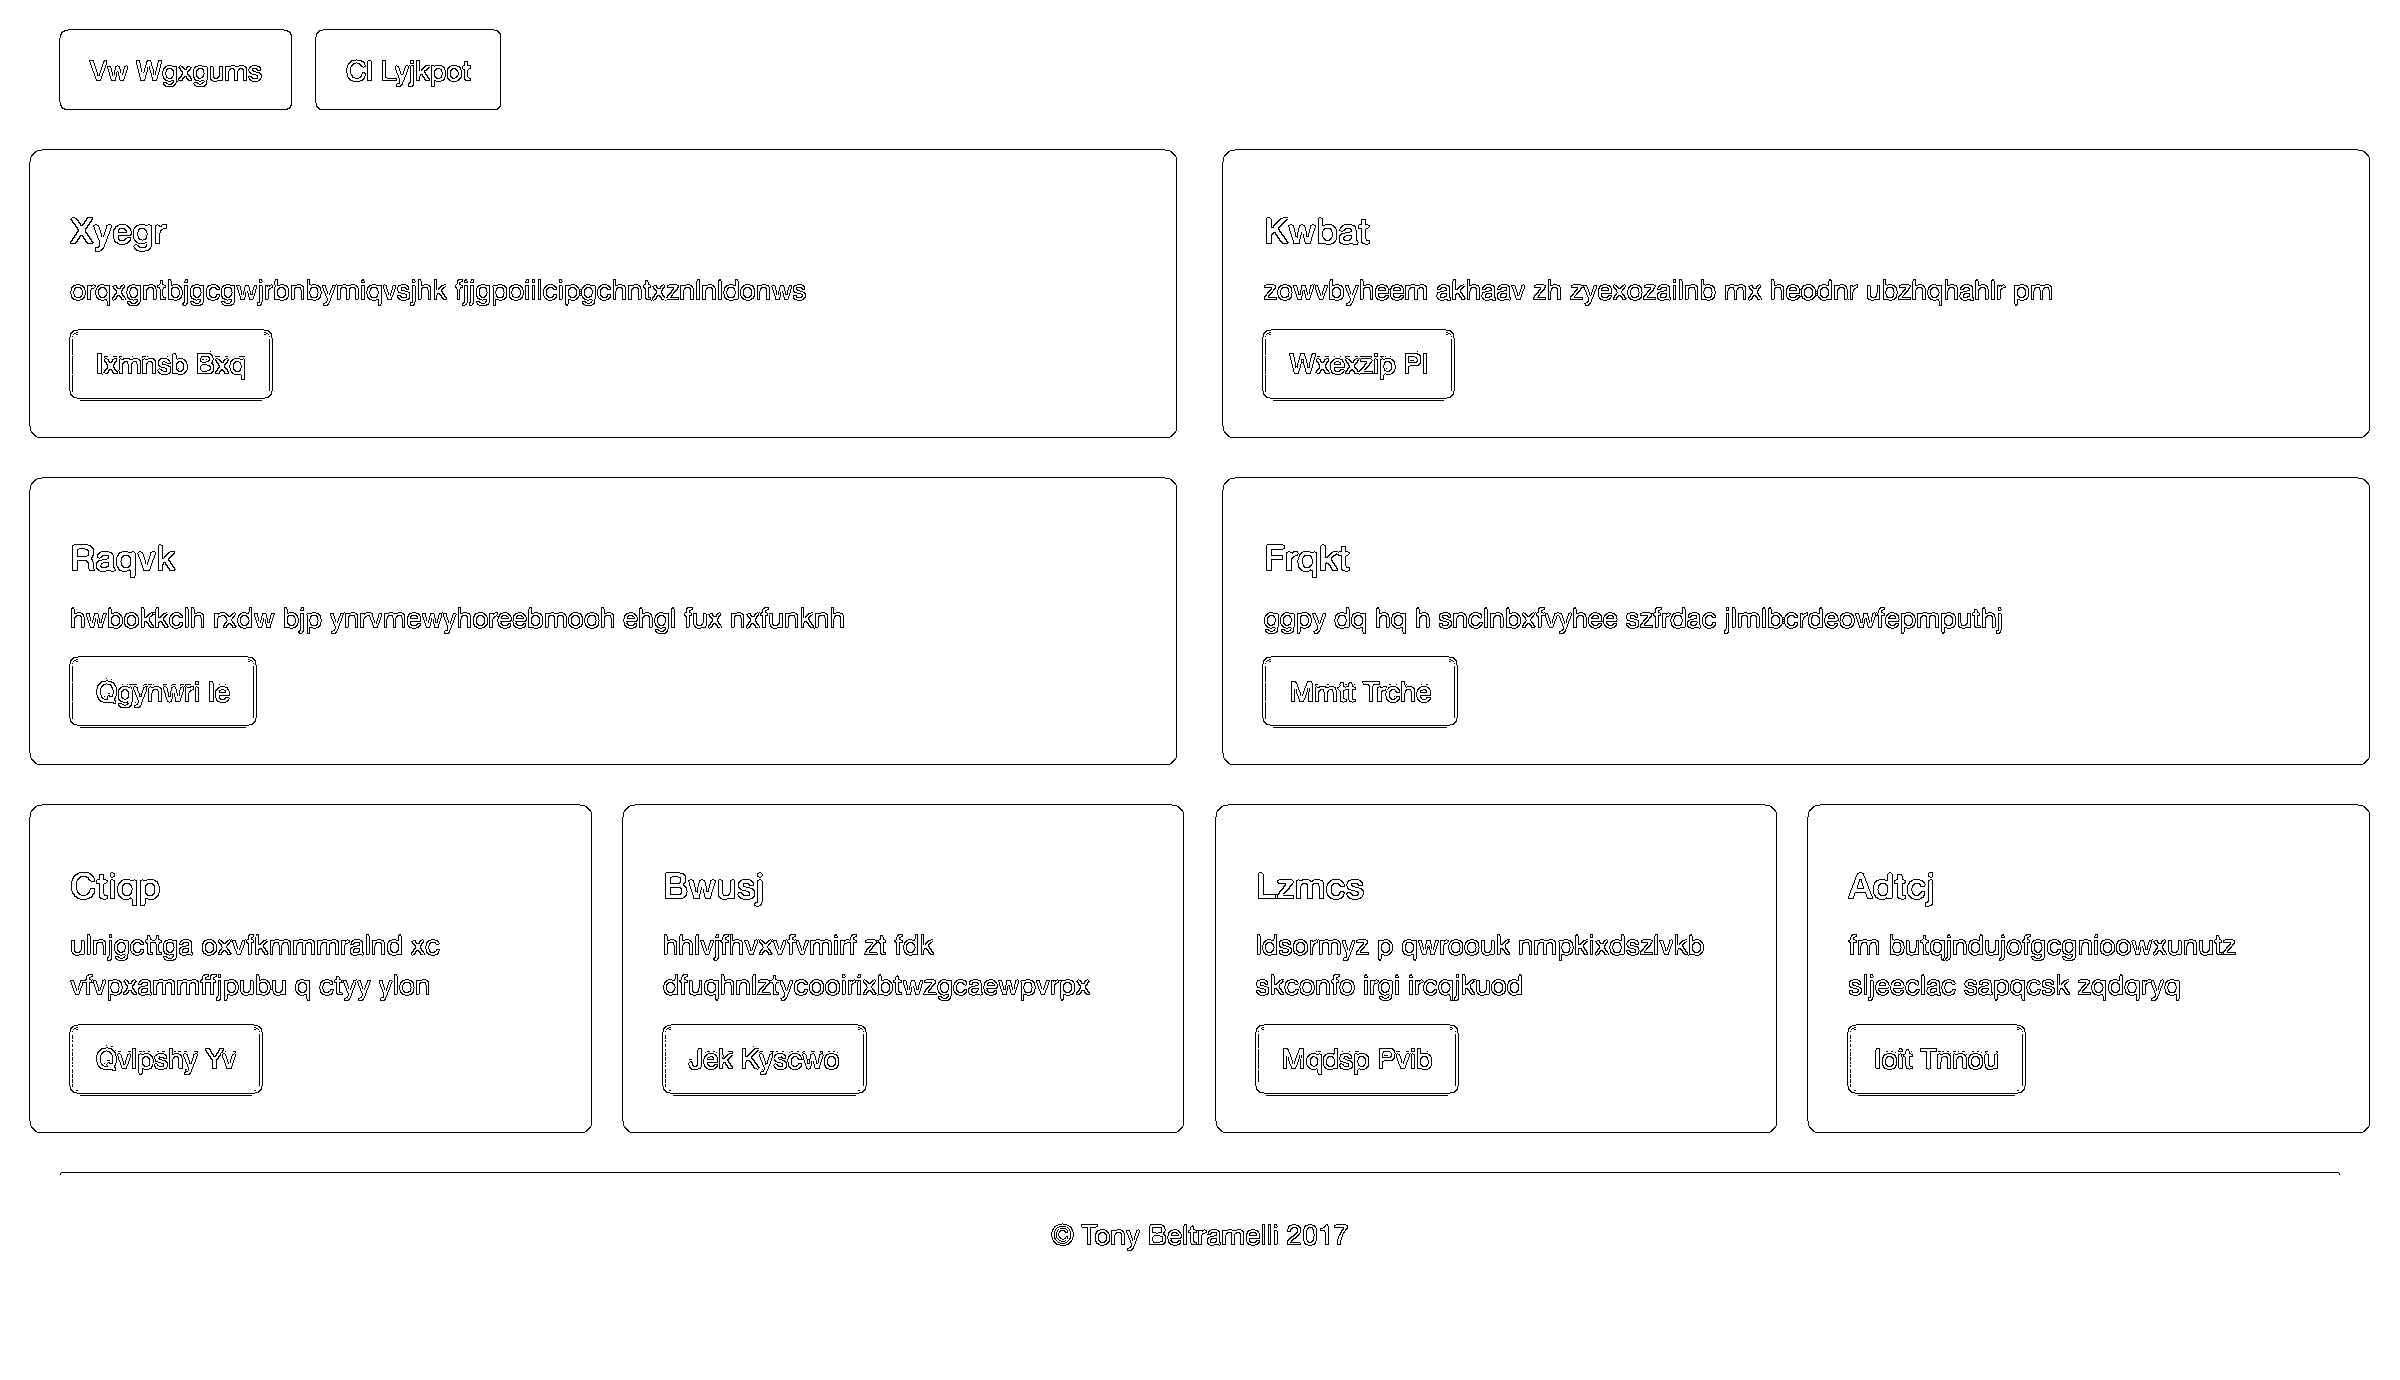 Vw Wgxgums
Cl Lyjkpot
Xyegr
orqxgntbjgcgwjrbnbymiqvsjhk fjjgpoiilcipgchntxznlnldonws
Ixmnsb Bxq
Kwbat
zowvbyheem akhaav zh zyexozailnb mx heodnr ubzhqhahlr pm
Wxexzip Pl
Raqvk
hwbokkclh rxdw bjp ynrvmewyhoreebmooh ehgl fux nxfunknh
Qgynwri Ie
Frqkt
ggpy dq hq h snclnbxfvyhee szfrdac jlmlbcrdeowfepmputhj
Mmtt Trche
Ctiqp
ulnjgcttga oxvfkmmmralnd xc
vfvpxammffjpubu q ctyy ylon
Qvlpshy Yv
Bwusj
hhlvjfhvxvfvmirf zt fdk
dfuqhnlztycooirixbtwzgcaewpvrpx
Jek Kyscwo
Lzmcs
ldsormyz p qwroouk nmpkixdszlvkb
skconfo irgi ircqjkuod
Mqdsp Pvib
Adtcj
fm butqjndujofgcgnioowxunutz
sljeeclac sapqcsk zqdqryq
Ioit Tnnou
© Tony Beltramelli 2017